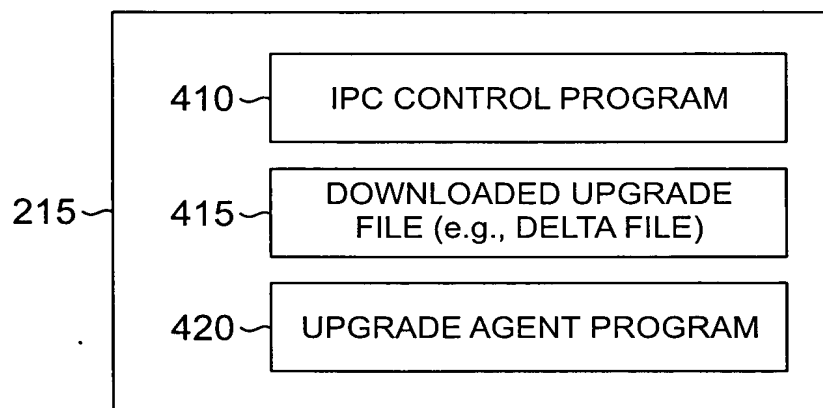 410
IPC CONTROL PROGRAM
215
415
DOWNLOADED UPGRADE
FILE (e.g., DELTA FILE)
420
UPGRADE AGENT PROGRAM